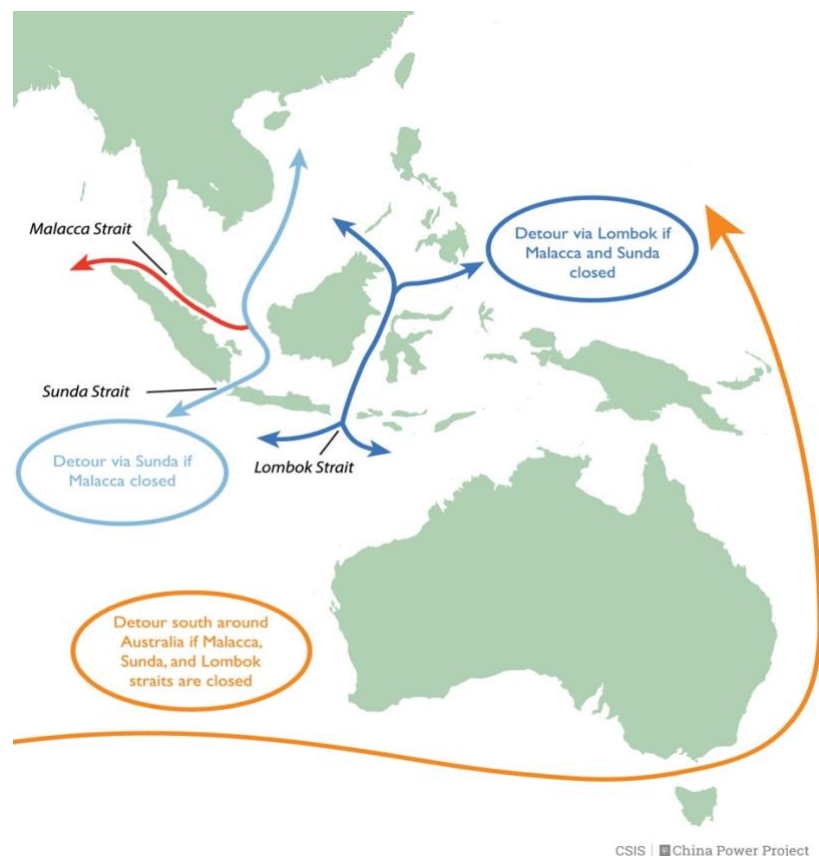 Malacca Strait
Detour via Lombok if
Malacca and Sunda
closed
Sunda Strait
Detour via Sunda if
Malacca closed
Lombok Strait
Detour south around
Australia if Malacca,
Sunda, and Lombok
straits are closed
CSIS | China Power Project